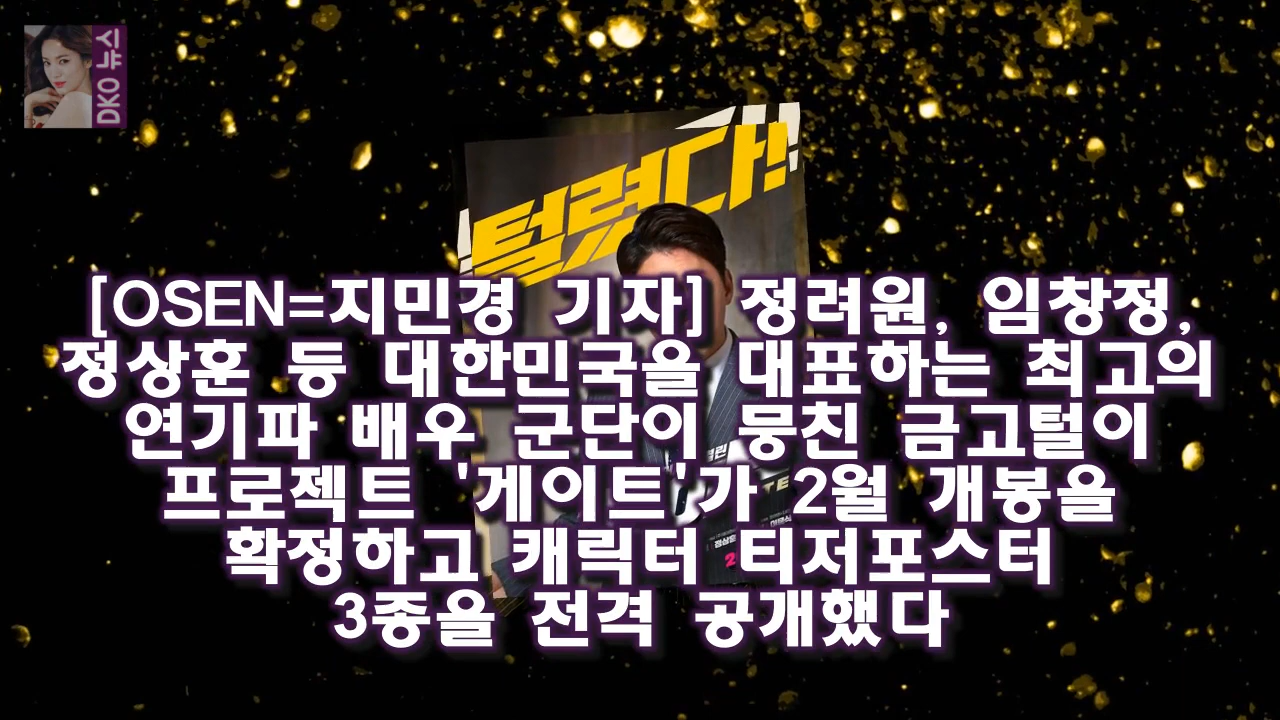 DKO 뉴스
털렸다!
[OSEN=지민경 기자] 정려원, 임창정,
정상훈 등 대한민국을 대표하는 최고의
연기파 배우 군단이 뭉친 금고털이
프로젝트 '게이트'가 2월 개봉을
확정하고 캐릭터 티저포스터
3종을 전격 공개했다